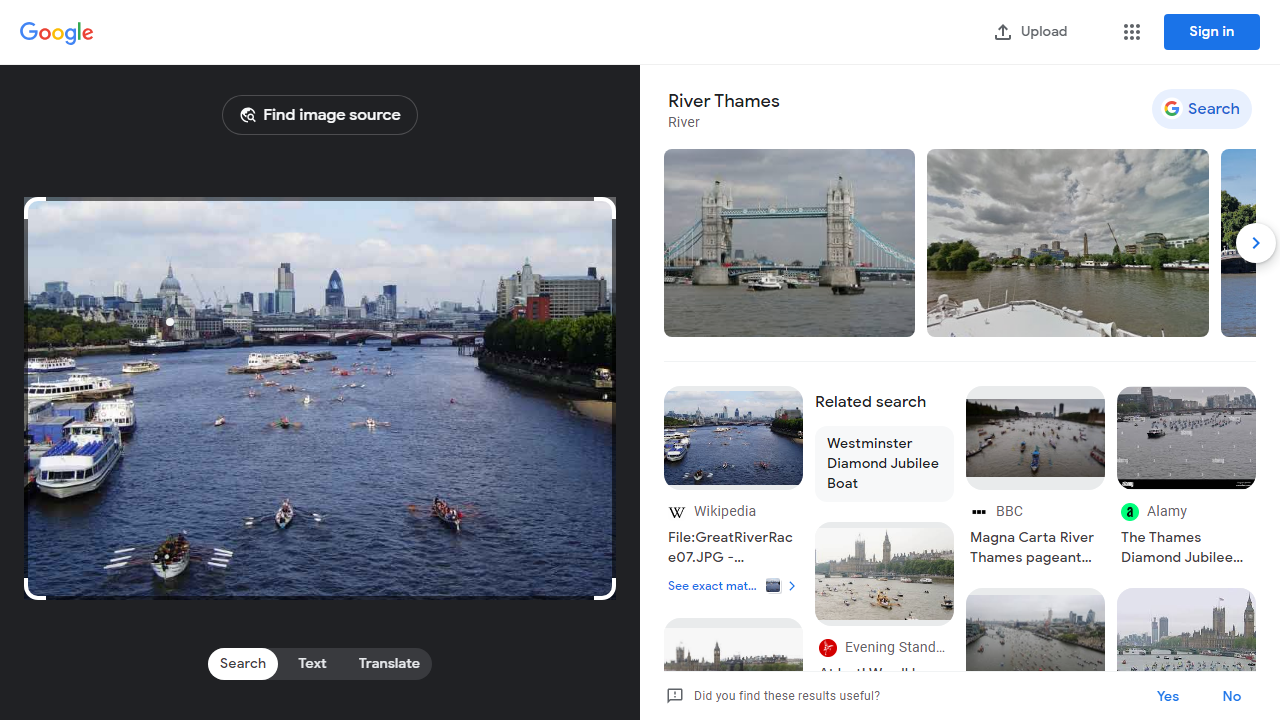 Google
Upload
Sign in
Find image source
River Thames
River
Search
Related search
Westminster
Diamond Jubilee
Boat
Wikipedia
File:GreatRiverRac
e07.JPG -...
See exact mat...
BBC
Magna Carta River
Thames pageant...
Alamy
The Thames
Diamond Jubilee...
Evening Stand...
Search
Text
Translate
Did you find these results useful?
Yes
No